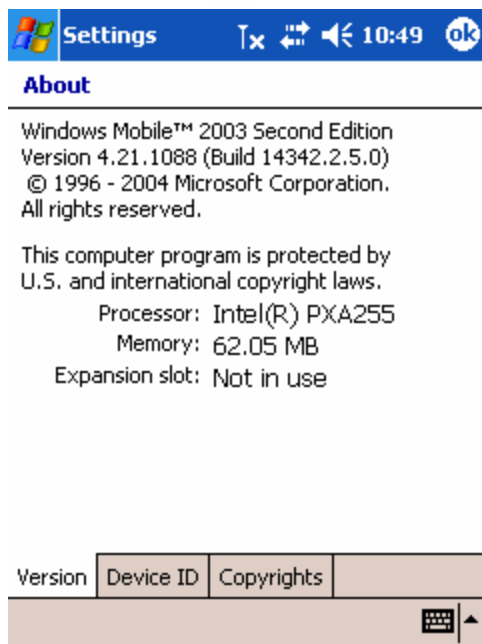 Settings 10:49 ok
About
Windows Mobile™ 2003 Second Edition
Version 4.21.1088 (Build 14342.2.5.0)
© 1996 - 2004 Microsoft Corporation.
All rights reserved.
This computer program is protected by
U.S. and international copyright laws.
Processor: Intel(R) PXA255
Memory: 62.05 MB
Expansion slot: Not in use
Version Device ID Copyrights